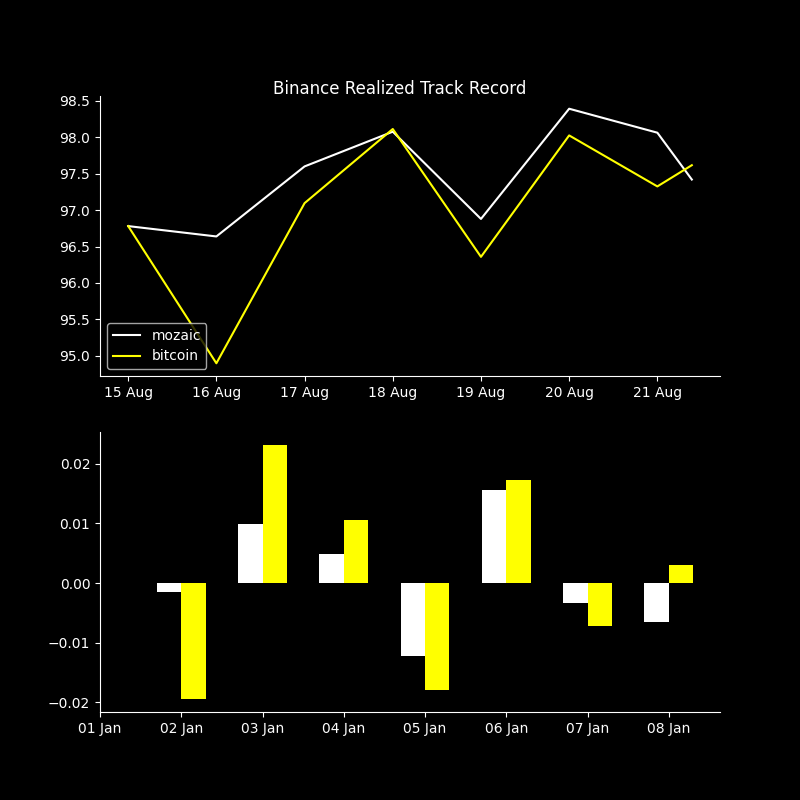 Binance Realized Track Record
98.5
98.0
97.5
97.0
96.5
96.0
95.5
95.0
mozaic
bitcoin
15 Aug 16 Aug 17 Aug 18 Aug 19 Aug 20 Aug 21 Aug
0.02
0.01
0.00
−0.01
−0.02
01 Jan 02 Jan 03 Jan 04 Jan 05 Jan 06 Jan 07 Jan 08 Jan